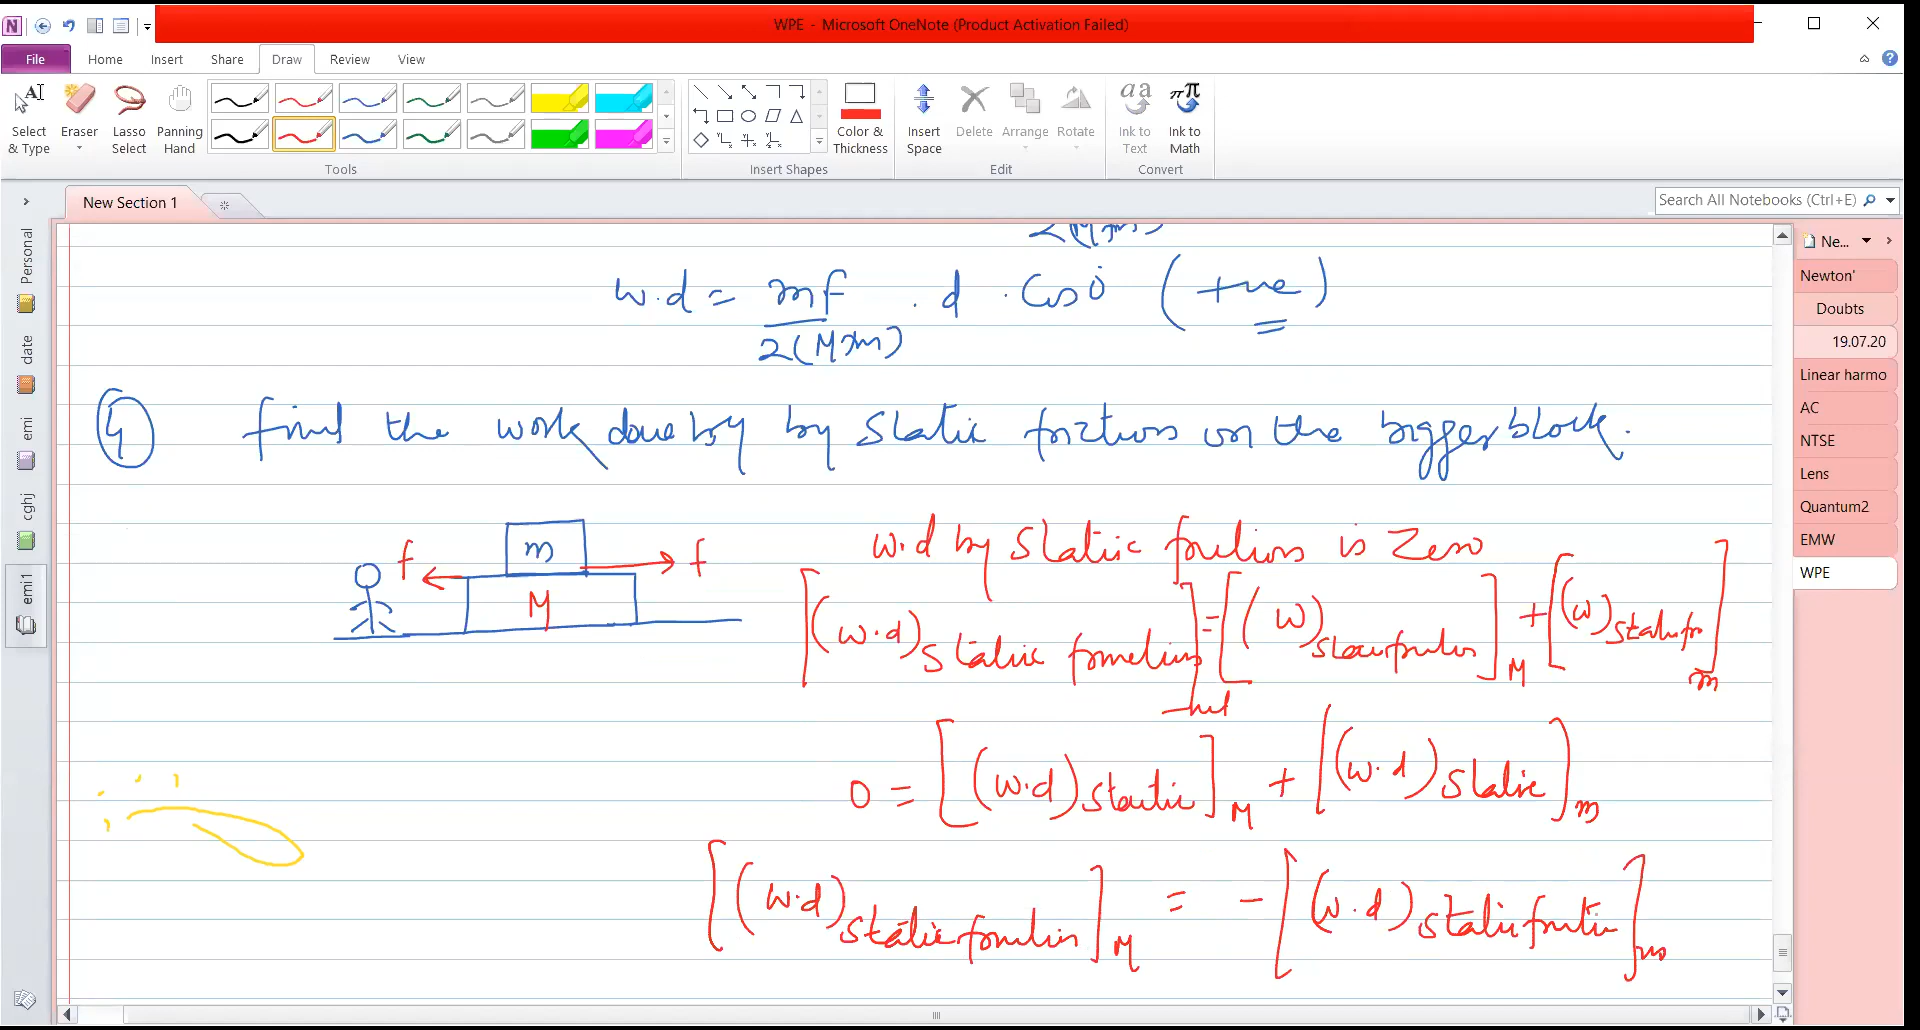 WPE - Microsoft OneNote (Product Activation Failed)
File Home Insert Share Draw Review View
Select & Type
Eraser
Lasso Select
Panning Hand
Color & Thickness
Insert Space
Delete
Arrange
Rotate
Ink to Text
Ink to Math
Tools Insert Shapes Edit Convert
New Section 1
Search All Notebooks (Ctrl+E)
Personal
date
emi
cghj
emi1
Ne...
Newton'
Doubts
19.07.20
Linear harmo
AC
NTSE
Lens
Quantum2
EMW
WPE
2(M+m)
w.d = mf / 2(M+m) . d . Cos 0 (+ve)
4 find the work done by by static friction on the bigger block.
f m f
M
w.d by static friction is Zero
[(w.d) static friction] = [(w) static friction] M + [(w) static fr] m
0 = [(w.d) static] M + [(w.d) static] m
[(w.d) static friction] M = - [(w.d) static friction] m